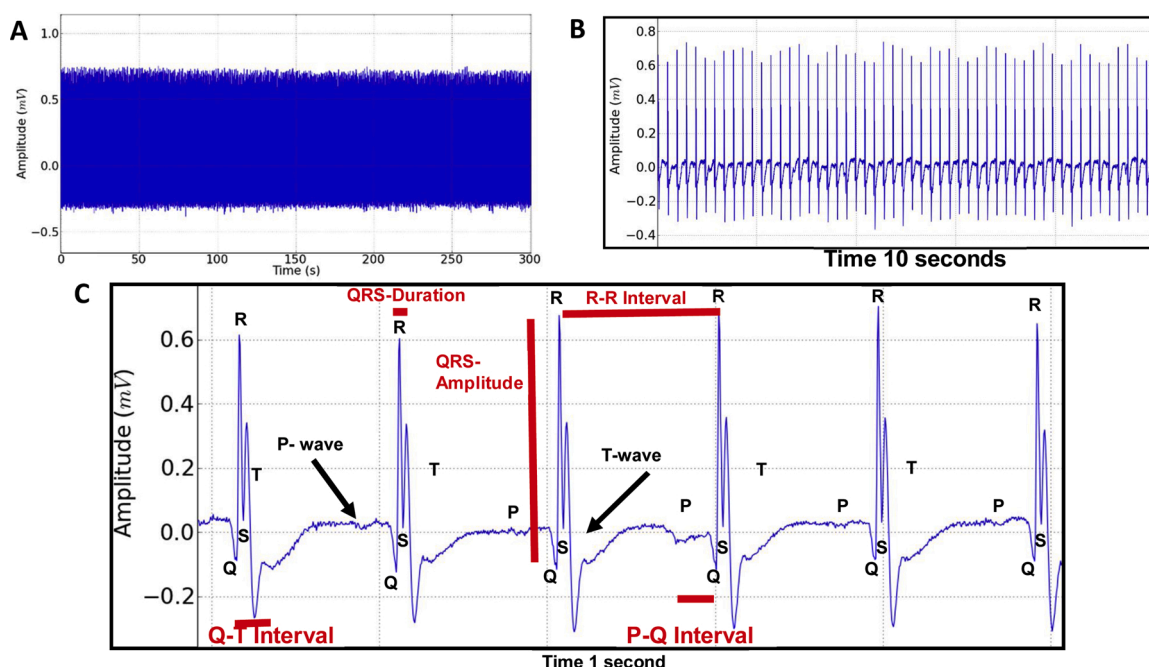 A
Amplitude (mV)
1.0
0.5
0.0
−0.5
0
50
100
150
200
250
300
Time (s)
B
Amplitude (mV)
0.8
0.6
0.4
0.2
0.0
−0.2
−0.4
Time 10 seconds
C
Amplitude (mV)
0.6
0.4
0.2
0.0
−0.2
QRS-Duration
R-R Interval
R
R
R
R
R
R
QRS-
Amplitude
P- wave
T-wave
T
T
T
T
P
P
P
P
S
S
S
S
S
S
Q
Q
Q
Q
Q
Q
Q-T Interval
P-Q Interval
Time 1 second